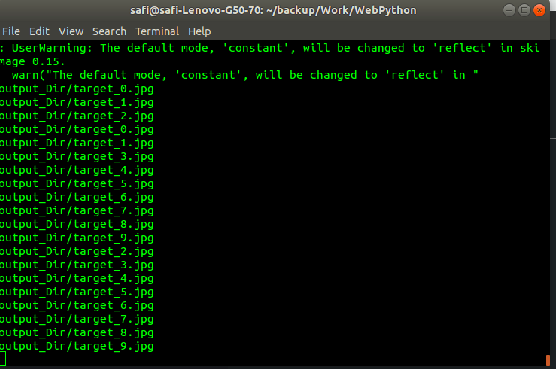 safi@safi-Lenovo-G50-70: ~/backup/Work/WebPython
File Edit View Search Terminal Help
: UserWarning: The default mode, 'constant', will be changed to 'reflect' in ski
mage 0.15.
warn("The default mode, 'constant', will be changed to 'reflect' in "
output_Dir/target_0.jpg
output_Dir/target_1.jpg
output_Dir/target_2.jpg
output_Dir/target_0.jpg
output_Dir/target_1.jpg
output_Dir/target_3.jpg
output_Dir/target_4.jpg
output_Dir/target_5.jpg
output_Dir/target_6.jpg
output_Dir/target_7.jpg
output_Dir/target_8.jpg
output_Dir/target_9.jpg
output_Dir/target_2.jpg
output_Dir/target_3.jpg
output_Dir/target_4.jpg
output_Dir/target_5.jpg
output_Dir/target_6.jpg
output_Dir/target_7.jpg
output_Dir/target_8.jpg
output_Dir/target_9.jpg